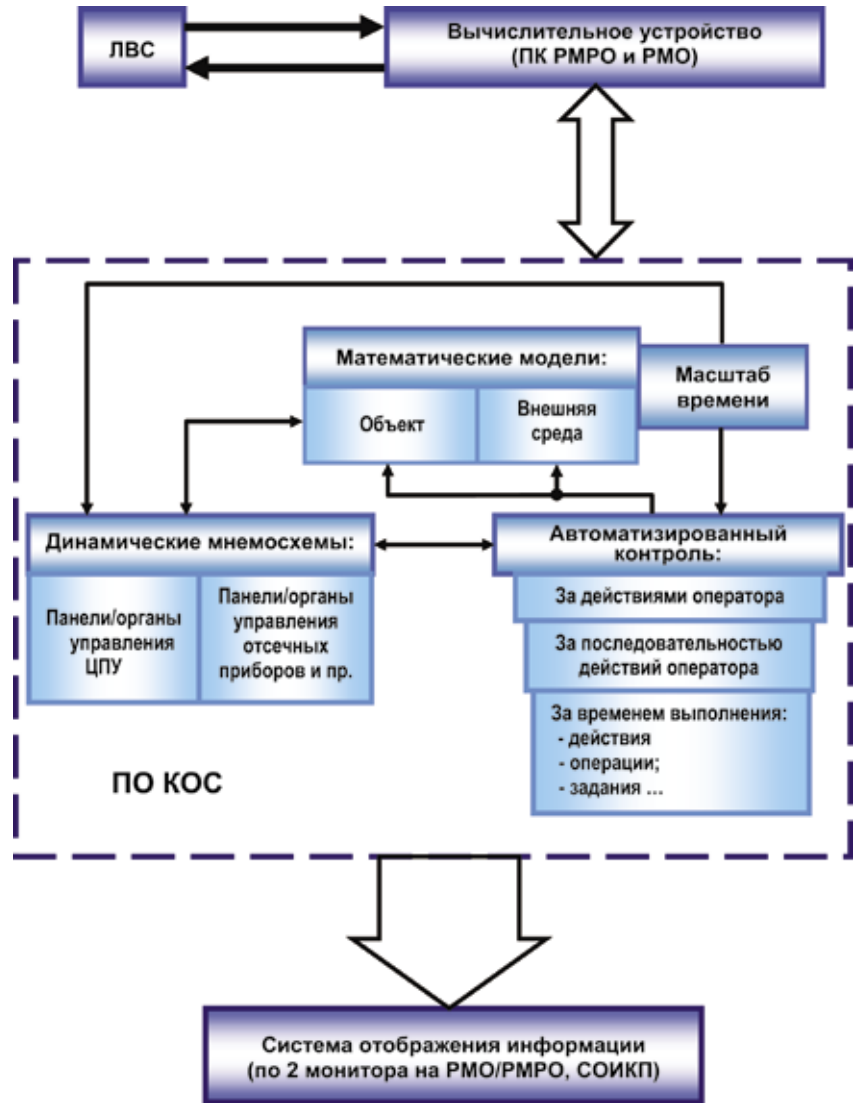 ЛВС
Вычислительное устройство
(ПК РМРО и РМО)
Математические модели:
Масштаб
времени
Объект
Внешняя
среда
Динамические мнемосхемы:
Автоматизированный
контроль:
Панели/органы
управления
ЦПУ
Панели/органы
управления
отсечных
приборов и пр.
За действиями оператора
За последовательностью
действий оператора
За временем выполнения:
- действия
- операции;
- задания ...
ПО КОС
Система отображения информации
(по 2 монитора на РМО/РМРО, СОИКП)